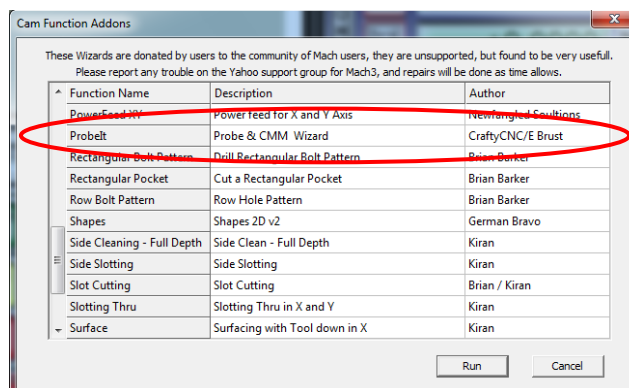 Cam Function Addons
These Wizards are donated by users to the community of Mach users, they are unsupported, but found to be very usefull.
Please report any trouble on the Yahoo support group for Mach3, and repairs will be done as time allows.
Function Name Description Author
PowerFeed XY Power feed for X and Y Axis Newfangled Soultions
ProbeIt Probe & CMM Wizard CraftyCNC/E Brust
Rectangular Bolt Pattern Drill Rectangular Bolt Pattern Brian Barker
Rectangular Pocket Cut a Rectangular Pocket Brian Barker
Row Bolt Pattern Row Hole Pattern Brian Barker
Shapes Shapes 2D v2 German Bravo
Side Cleaning - Full Depth Side Clean - Full Depth Kiran
Side Slotting Side Slotting Kiran
Slot Cutting Slot Cutting Brian / Kiran
Slotting Thru Slotting Thru in X and Y Kiran
Surface Surfacing with Tool down in X Kiran
Run Cancel